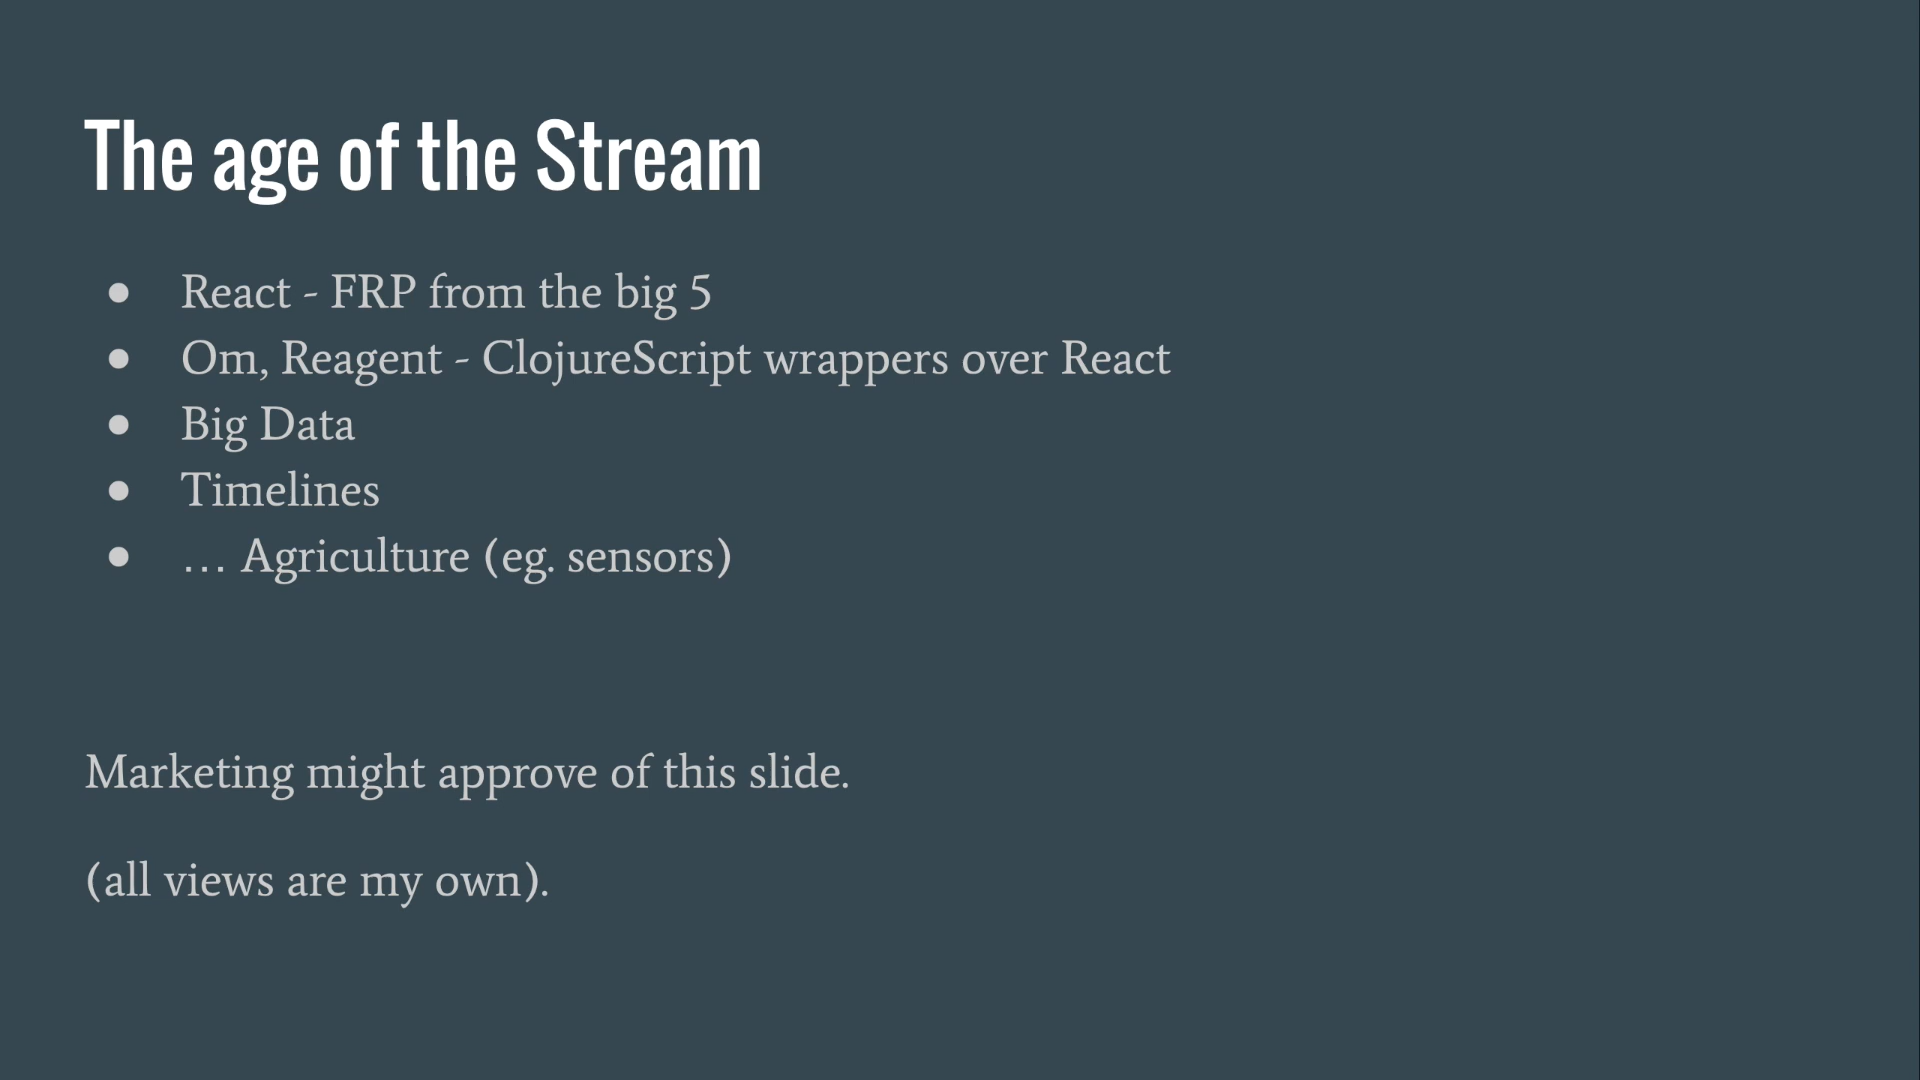 The age of the Stream
● React - FRP from the big 5
● Om, Reagent - ClojureScript wrappers over React
● Big Data
● Timelines
● … Agriculture (eg. sensors)
Marketing might approve of this slide.
(all views are my own).